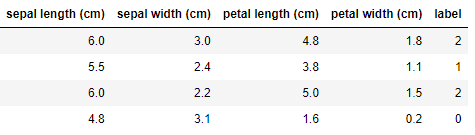 sepal length (cm) sepal width (cm) petal length (cm) petal width (cm) label
6.0 3.0 4.8 1.8 2
5.5 2.4 3.8 1.1 1
6.0 2.2 5.0 1.5 2
4.8 3.1 1.6 0.2 0